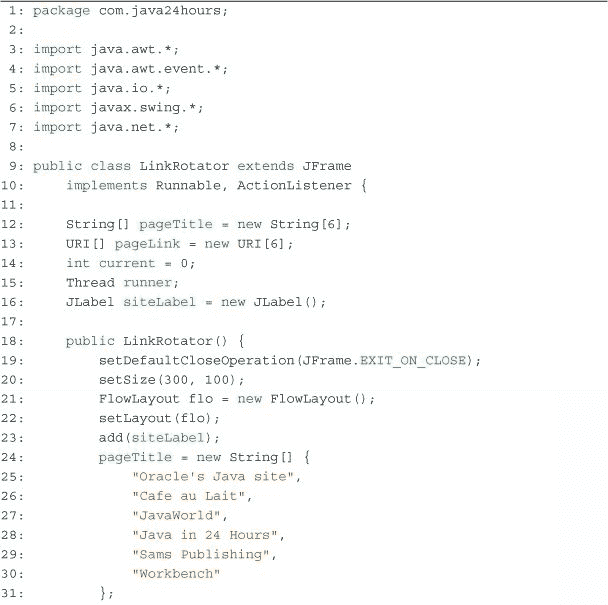 1: package com.java24hours;
2:
3: import java.awt.*;
4: import java.awt.event.*;
5: import java.io.*;
6: import javax.swing.*;
7: import java.net.*;
8:
9: public class LinkRotator extends JFrame
10:     implements Runnable, ActionListener {
11:
12:     String[] pageTitle = new String[6];
13:     URI[] pageLink = new URI[6];
14:     int current = 0;
15:     Thread runner;
16:     JLabel siteLabel = new JLabel();
17:
18:     public LinkRotator() {
19:         setDefaultCloseOperation(JFrame.EXIT_ON_CLOSE);
20:         setSize(300, 100);
21:         FlowLayout flo = new FlowLayout();
22:         setLayout(flo);
23:         add(siteLabel);
24:         pageTitle = new String[] {
25:             "Oracle's Java site",
26:             "Cafe au Lait",
27:             "JavaWorld",
28:             "Java in 24 Hours",
29:             "Sams Publishing",
30:             "Workbench"
31:         };